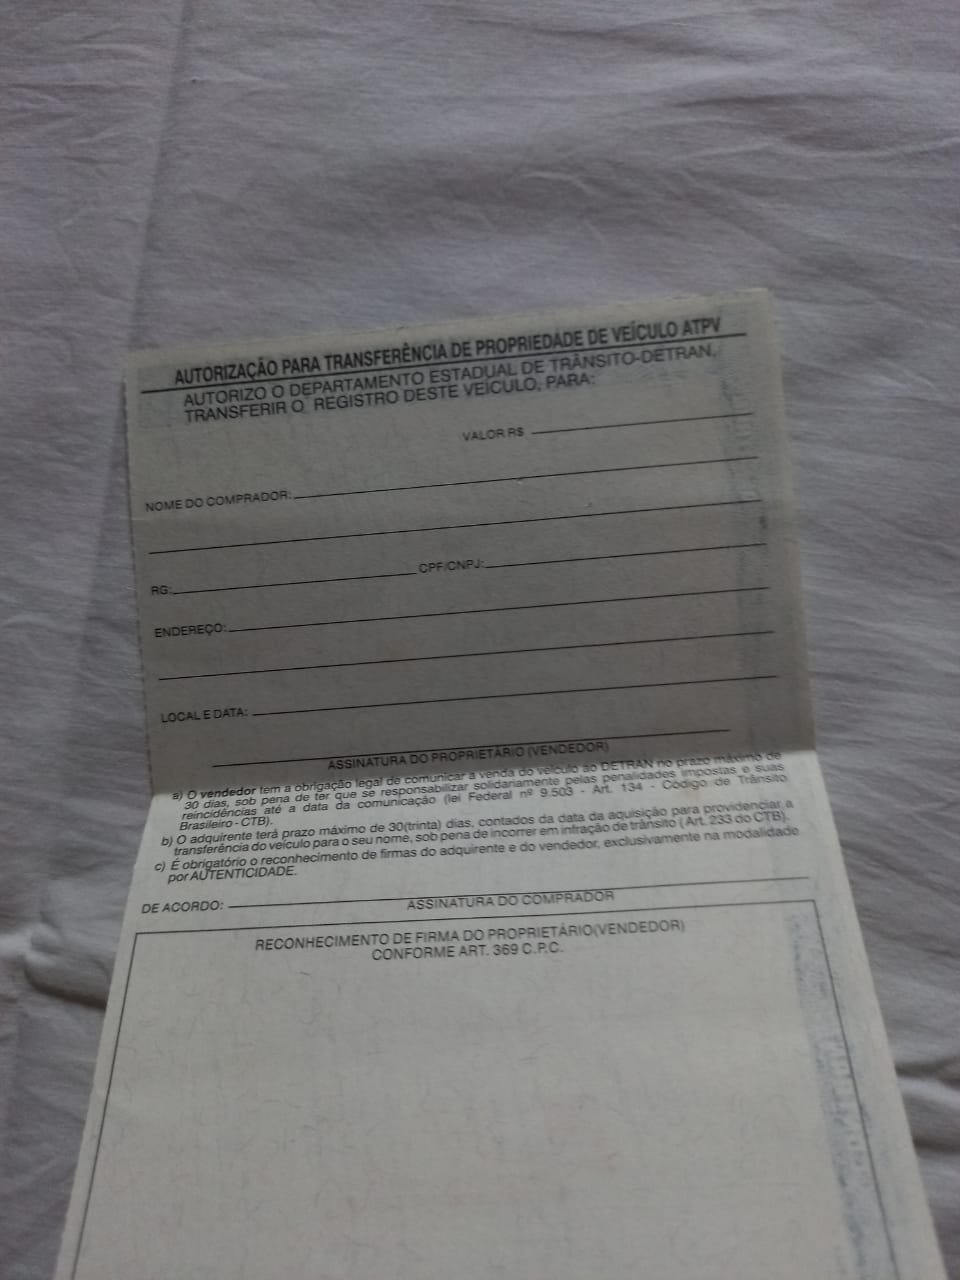 AUTORIZAÇÃO PARA TRANSFERÊNCIA DE PROPRIEDADE DE VEÍCULO ATPV
AUTORIZO O DEPARTAMENTO ESTADUAL DE TRÂNSITO-DETRAN,
TRANSFERIR O REGISTRO DESTE VEÍCULO, PARA:
VALOR R$
NOME DO COMPRADOR:
RG: CPF/CNPJ:
ENDEREÇO:
LOCAL E DATA:
ASSINATURA DO PROPRIETÁRIO (VENDEDOR)
a) O vendedor tem a obrigação legal de comunicar a venda do veículo ao DETRAN no prazo máximo de
30 dias, sob pena de ter que se responsabilizar solidariamente pelas penalidades impostas e suas
reincidências até a data da comunicação (lei Federal nº 9.503 - Art. 134 - Código de Trânsito
Brasileiro - CTB).
b) O adquirente terá prazo máximo de 30(trinta) dias, contados da data da aquisição para providenciar a
transferência do veículo para o seu nome, sob pena de incorrer em infração de trânsito ( Art. 233 do CTB).
c) É obrigatório o reconhecimento de firmas do adquirente e do vendedor, exclusivamente na modalidade
por AUTENTICIDADE.
DE ACORDO:
ASSINATURA DO COMPRADOR
RECONHECIMENTO DE FIRMA DO PROPRIETÁRIO(VENDEDOR)
CONFORME ART. 369 C.P.C.